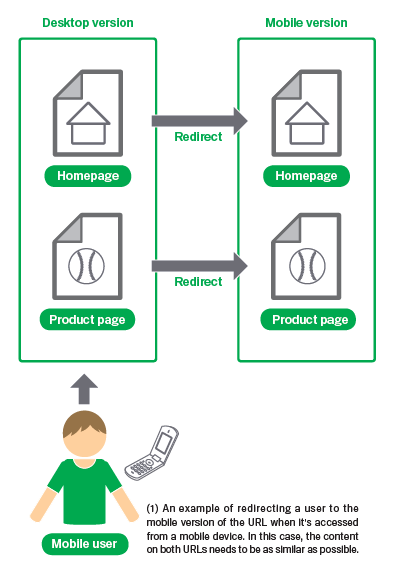 Desktop version
Mobile version
Redirect
Homepage
Homepage
Redirect
Product page
Product page
Mobile user
(1) An example of redirecting a user to the
mobile version of the URL when it's accessed
from a mobile device. In this case, the content
on both URLs needs to be as similar as possible.